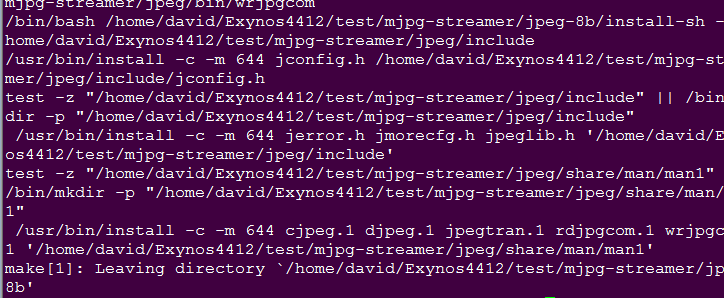 mjpg-streamer/jpeg/bin/wrjpgcom
/bin/bash /home/david/Exynos4412/test/mjpg-streamer/jpeg-8b/install-sh -
home/david/Exynos4412/test/mjpg-streamer/jpeg/include
/usr/bin/install -c -m 644 jconfig.h /home/david/Exynos4412/test/mjpg-st
mer/jpeg/include/jconfig.h
test -z "/home/david/Exynos4412/test/mjpg-streamer/jpeg/include" || /bin
dir -p "/home/david/Exynos4412/test/mjpg-streamer/jpeg/include"
 /usr/bin/install -c -m 644 jerror.h jmorecfg.h jpeglib.h '/home/david/E
os4412/test/mjpg-streamer/jpeg/include'
test -z "/home/david/Exynos4412/test/mjpg-streamer/jpeg/share/man/man1"
/bin/mkdir -p "/home/david/Exynos4412/test/mjpg-streamer/jpeg/share/man/
1"
 /usr/bin/install -c -m 644 cjpeg.1 djpeg.1 jpegtran.1 rdjpgcom.1 wrjpgc
1 '/home/david/Exynos4412/test/mjpg-streamer/jpeg/share/man/man1'
make[1]: Leaving directory `/home/david/Exynos4412/test/mjpg-streamer/jp
8b'